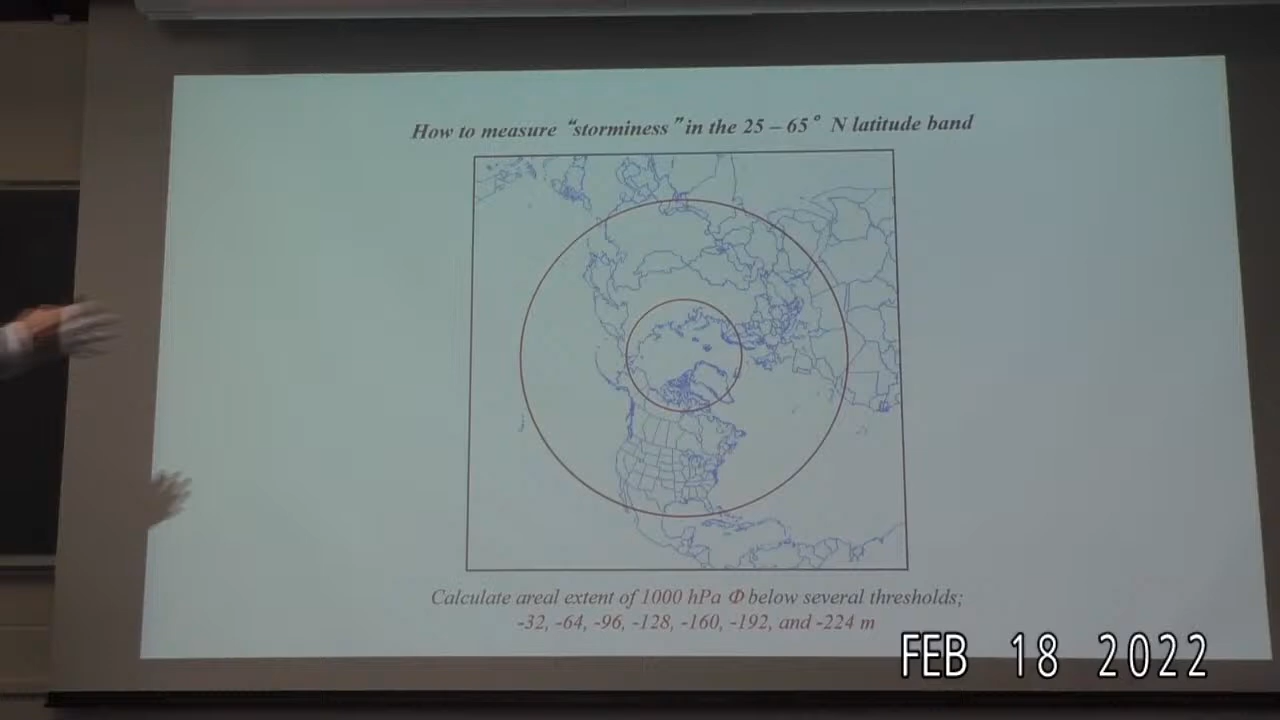 How to measure “storminess” in the 25 – 65° N latitude band
Calculate areal extent of 1000 hPa Φ below several thresholds;
-32, -64, -96, -128, -160, -192, and -224 m
FEB 18 2022